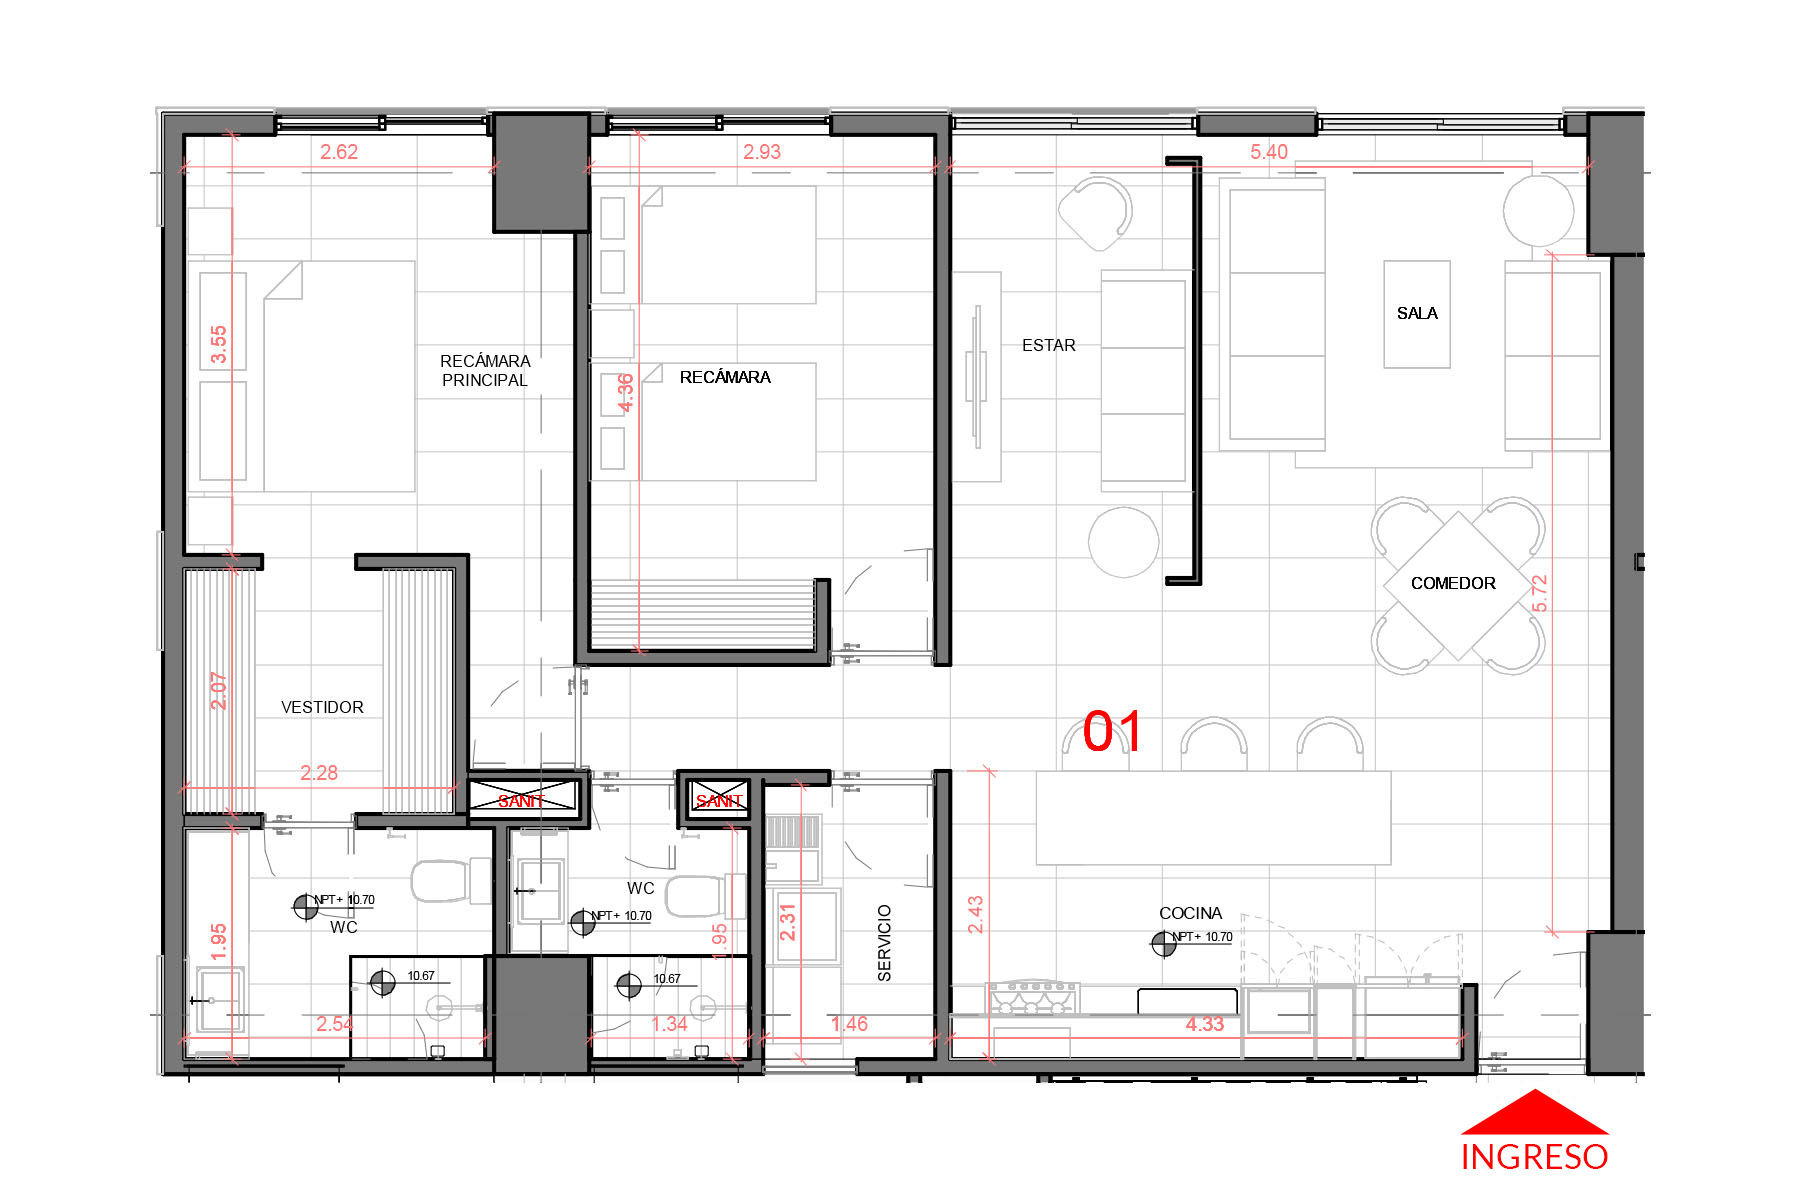 2.62
2.93
5.40
3.55
RECÁMARA
PRINCIPAL
4.36
RECÁMARA
ESTAR
SALA
COMEDOR
5.72
2.07
VESTIDOR
2.28
01
SANIT
SANIT
WC
NPT+ 10.70
WC
NPT+ 10.70
1.95
1.95
2.31
SERVICIO
2.43
COCINA
NPT+ 10.70
10.67
10.67
2.54
1.34
1.46
4.33
INGRESO